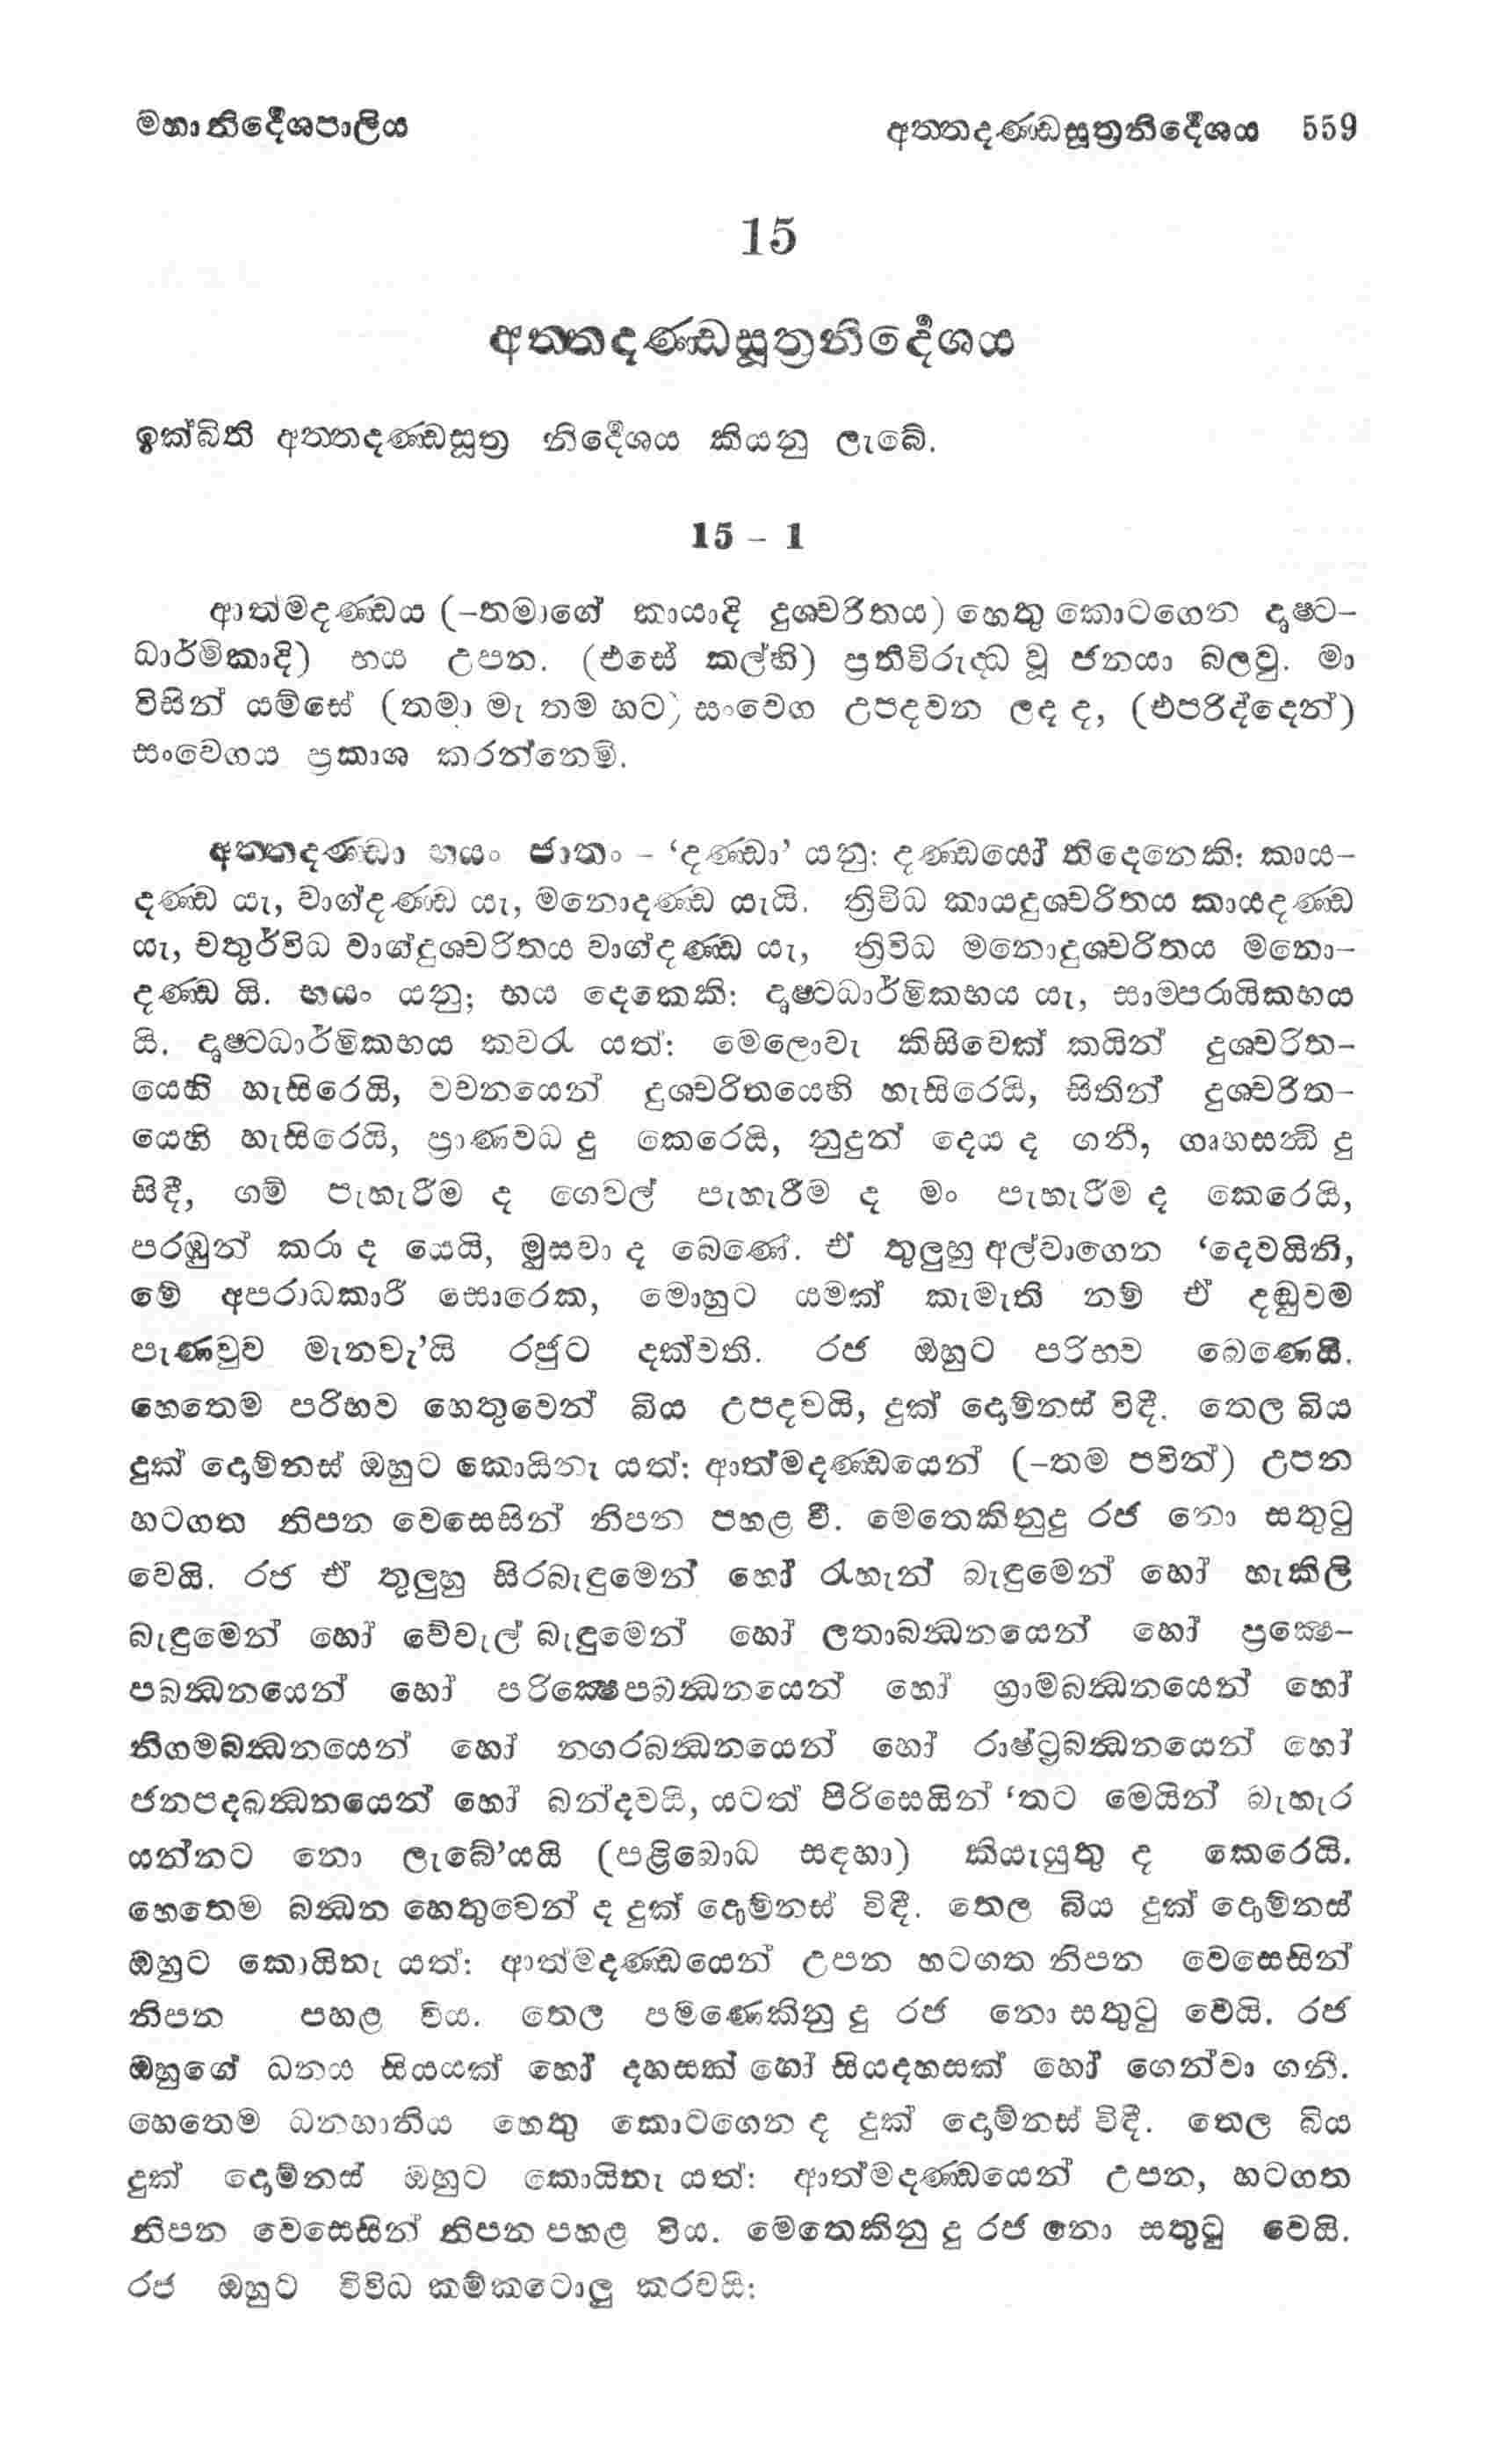 මහානිර්දේශපාලිය අත්තදණ්ඩසූත්‍රනිර්දේශය 559
15
අත්තදණ්ඩසූත්‍රනිර්දේශය
ඉක්බිති අත්තදණ්ඩසූත්‍ර නිර්දේශය කියනු ලැබේ.
15 – 1
ආත්මදණ්ඩය (–තමාගේ කායාදි දුශ්චරිතය) හෙතු කොටගෙන දෘෂ්ට–
ධාර්මිකාදි) භය උපන. (එසේ කල්හි) ප්‍රතිවිරුද්ධ වූ ජනයා බලවු. මා
විසින් යම්සේ (තමා මැ තම හට) සංවෙග උපදවන ලද ද, (එපරිද්දෙන්)
සංවෙගය ප්‍රකාශ කරන්නෙමි.
අත්තදණ්ඩා භයං ජාතං – ‘දණ්ඩා’ යනු: දණ්ඩයෝ තිදෙනෙකි: කාය–
දණ්ඩ යැ, වාග්දණ්ඩ යැ, මනොදණ්ඩ යැයි. ත්‍රිවිධ කායදුශ්චරිතය කායදණ්ඩ
යැ, චතුර්විධ වාග්දුශ්චරිතය වාග්දණ්ඩ යැ, ත්‍රිවිධ මනොදුශ්චරිතය මනො–
දණ්ඩ යි. භයං යනු; භය දෙකෙකි: දෘෂ්ටධාර්මිකභය යැ, සාම්පරායිකභය
යි. දෘෂ්ටධාර්මිකභය කවරැ යත්: මෙලොවැ කිසිවෙක් කයින් දුශ්චරිත–
යෙහි හැසිරෙයි, වචනයෙන් දුශ්චරිතයෙහි හැසිරෙයි, සිතින් දුශ්චරිත–
යෙහි හැසිරෙයි, ප්‍රාණවධ දු කෙරෙයි, නුදුන් දෙය ද ගනී, ගෘහසන්ධි දු
සිඳී, ගම් පැහැරීම ද ගෙවල් පැහැරීම ද මං පැහැරීම ද කෙරෙයි,
පරඹුන් කරා ද යෙයි, මුසවා ද බෙණේ. ඒ තුලුහු අල්වාගෙන ‘දෙවයිනි,
මේ අපරාධකාරී සොරෙක, මොහුට යමක් කැමැති නම් ඒ දඬුවම
පැණවුව මැනවැ’යි රජුට දක්වති. රජ ඔහුට පරිභව බෙණෙයි.
හෙතෙම පරිභව හෙතුවෙන් බිය උපදවයි, දුක් දොම්නස් විඳී. තෙල බිය
දුක් දොම්නස් ඔහුට කොයිනැ යත්: ආත්මදණ්ඩයෙන් (–තම පවින්) උපන
හටගත නිපන වෙසෙසින් නිපන පහළ වී. මෙතෙකිනුදු රජ නො සතුටු
වෙයි. රජ ඒ තුලුහු සිරබැඳුමෙන් හෝ රැහැන් බැඳුමෙන් හෝ හැකිලි
බැඳුමෙන් හෝ වේවැල් බැඳුමෙන් හෝ ලතාබන්ධනයෙන් හෝ ප්‍රක්ෂෙ–
පබන්ධනයෙන් හෝ පරික්ෂෙපබන්ධනයෙන් හෝ ග්‍රාමබන්ධනයෙන් හෝ
නිගමබන්ධනයෙන් හෝ නගරබන්ධනයෙන් හෝ රාෂ්ට්‍රබන්ධනයෙන් හෝ
ජනපදබන්ධනයෙන් හෝ බන්දවයි, යටත් පිරිසෙයින් ‘තට මෙයින් බැහැර
යන්නට නො ලැබේ’යයි (පළිබොධ සඳහා) කියැයුතු ද කෙරෙයි.
හෙතෙම බන්ධන හෙතුවෙන් ද දුක් දොම්නස් විඳී. තෙල බිය දුක් දොම්නස්
ඔහුට කොයිනැ යත්: ආත්මදණ්ඩයෙන් උපන හටගත නිපන වෙසෙසින්
නිපන පහළ විය. තෙල පමණෙකිනු දු රජ නො සතුටු වෙයි. රජ
ඔහුගේ ධනය සියයක් හෝ දහසක් හෝ සියදහසක් හෝ ගෙන්වා ගනී.
හෙතෙම ධනහානිය හෙතු කොටගෙන ද දුක් දොම්නස් විඳී. තෙල බිය
දුක් දොම්නස් ඔහුට කොයිනැ යත්: ආත්මදණ්ඩයෙන් උපන, හටගත
නිපන වෙසෙසින් නිපන පහළ විය. මෙතෙකිනු දු රජ නො සතුටු වෙයි.
රජ ඔහුට විවිධ කම්කටොලු කරවයි: